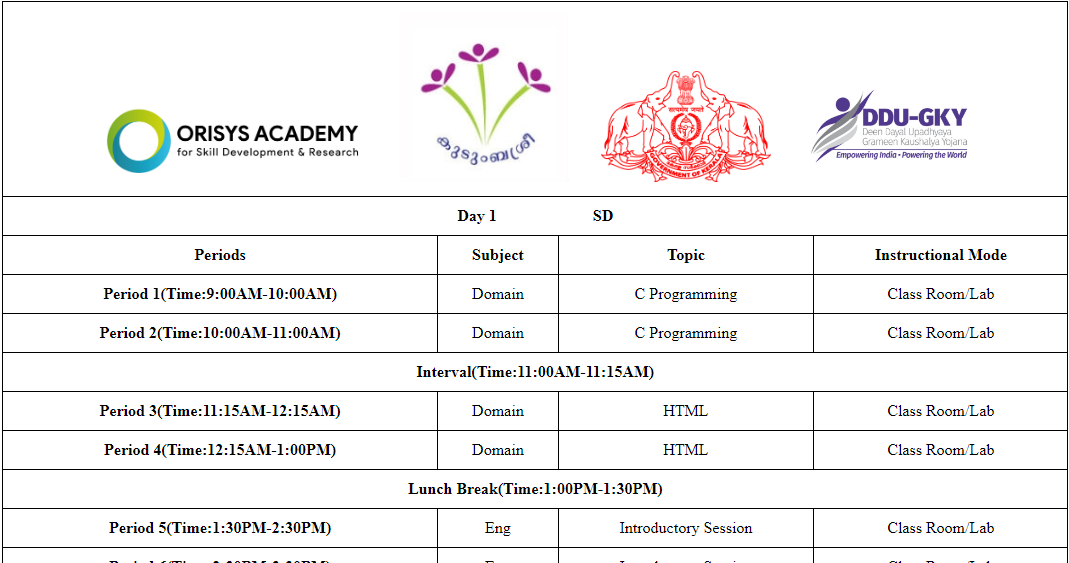 ORISYS ACADEMY
for Skill Development & Research
കുടുംബശ്രീ
सत्यमेव जयते
GOVERNMENT OF KERALA
DDU-GKY
Deen Dayal Upadhyaya
Grameen Kaushalya Yojana
Empowering India • Powering the World
Day 1 SD
Periods Subject Topic Instructional Mode
Period 1(Time:9:00AM-10:00AM) Domain C Programming Class Room/Lab
Period 2(Time:10:00AM-11:00AM) Domain C Programming Class Room/Lab
Interval(Time:11:00AM-11:15AM)
Period 3(Time:11:15AM-12:15AM) Domain HTML Class Room/Lab
Period 4(Time:12:15AM-1:00PM) Domain HTML Class Room/Lab
Lunch Break(Time:1:00PM-1:30PM)
Period 5(Time:1:30PM-2:30PM) Eng Introductory Session Class Room/Lab